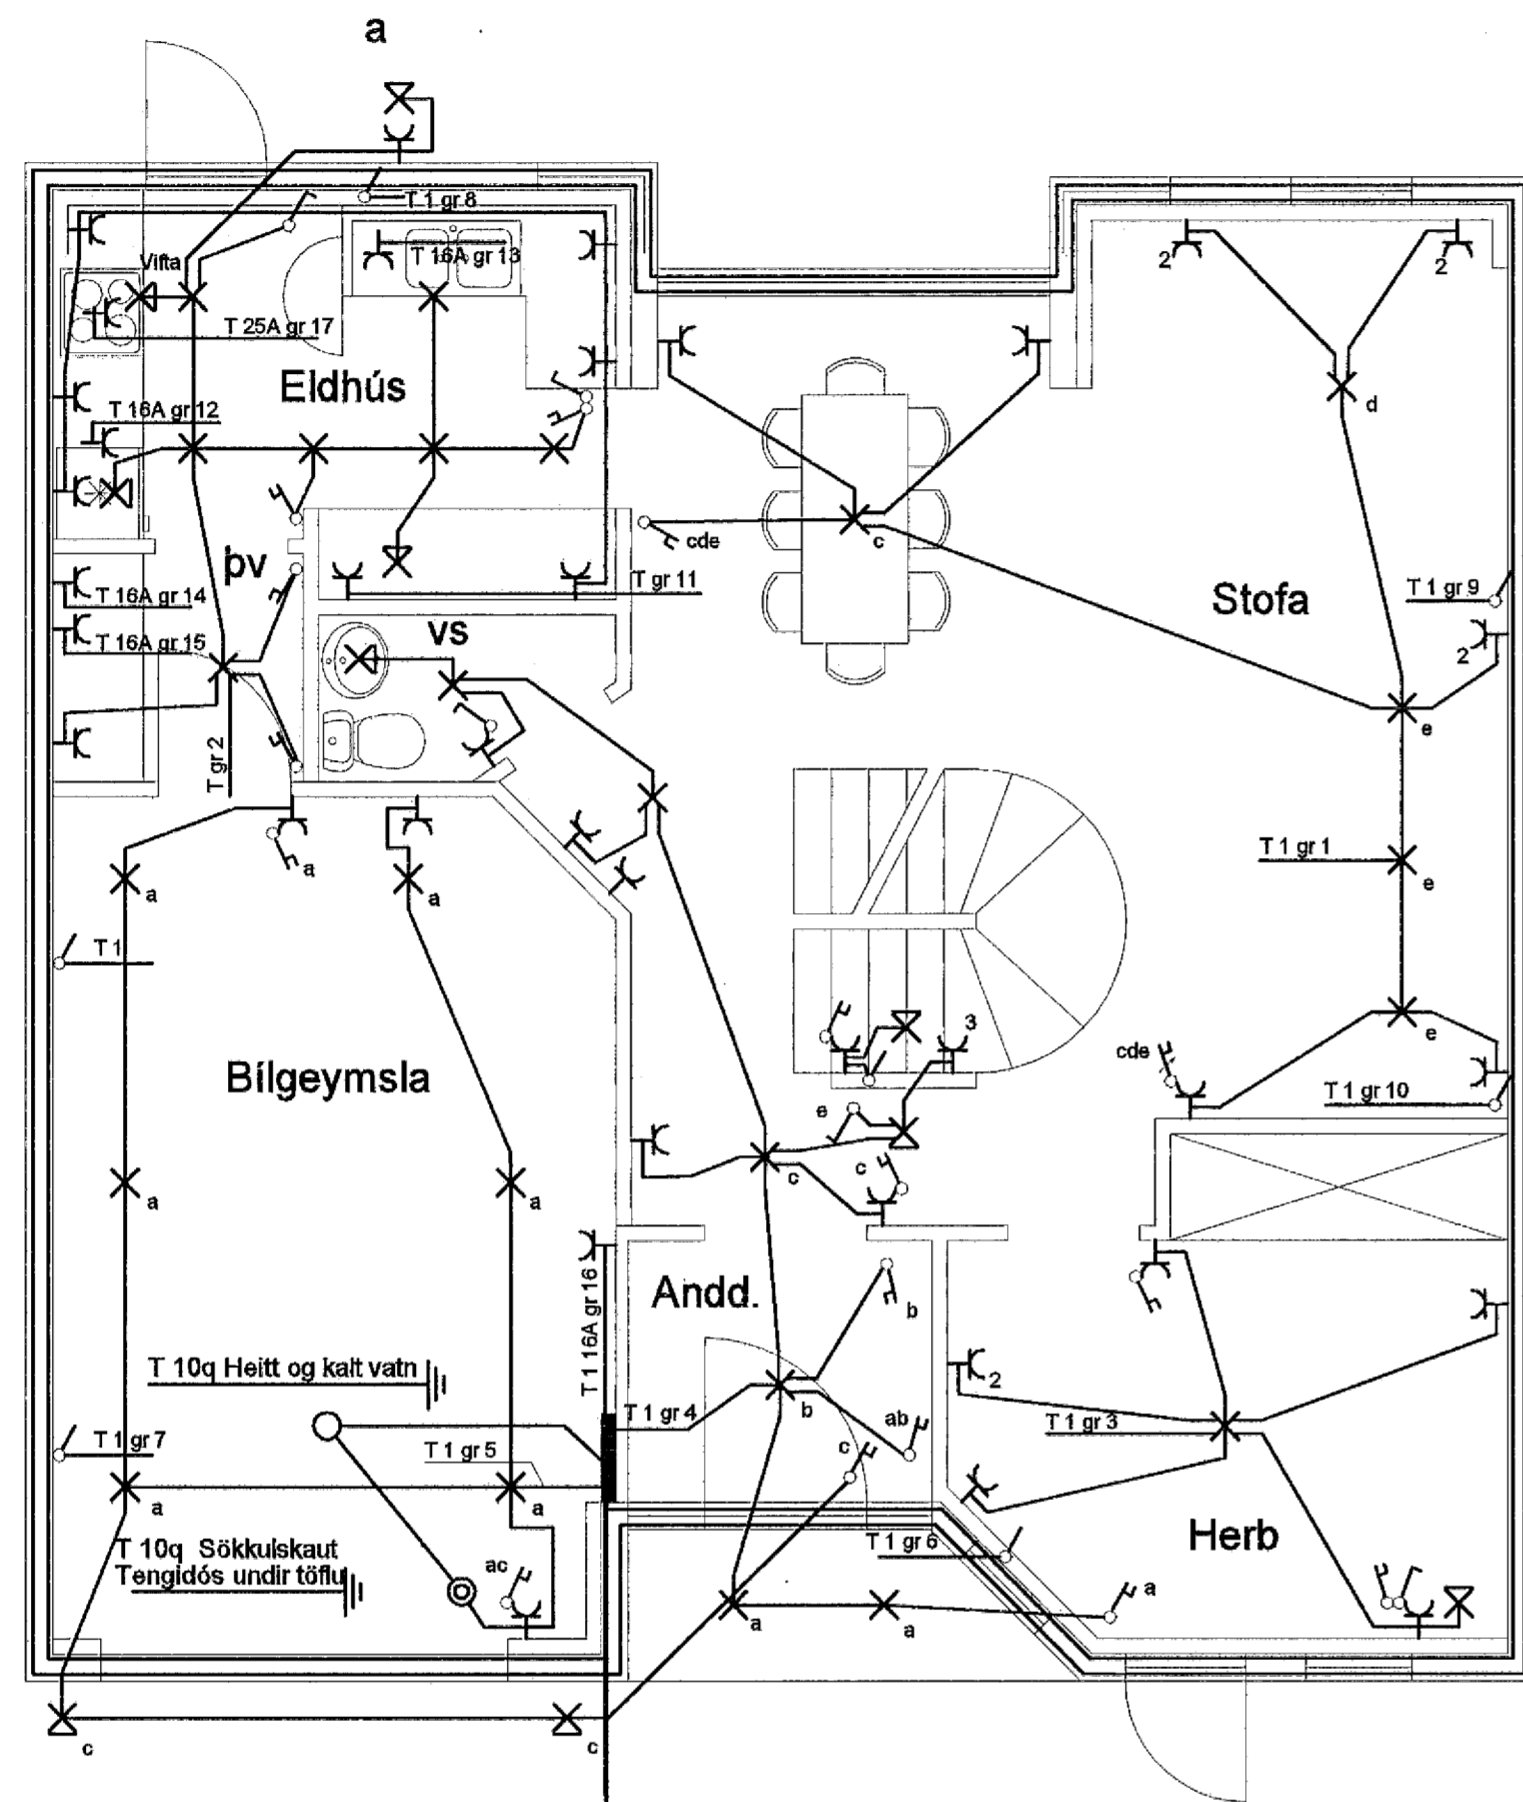 a
T 1 gr 8
T 16A gr 13
2
2
Vifta
T 25A gr 17
Eldhús
d
T 16A gr 12
cde
c
þv
T gr 11
Stofa
T 1 gr 9
T 16A gr 14
vs
T 16A gr 15
2
e
T gr 2
a
T 1 gr 1
e
a
a
T 1
3
e
cde
Bílgeymsla
T 1 gr 10
e
c
c
a
a
T 1 16A gr 16
Andd.
b
T 10q Heitt og kalt vatn
2
T 1 gr 4
b
ab
T 1 gr 3
T 1 gr 7
T 1 gr 5
c
a
a
T 10q Sökkulskaut
Tengidós undir töflu
ac
T 1 gr 6
Herb
a
a
a
c
c